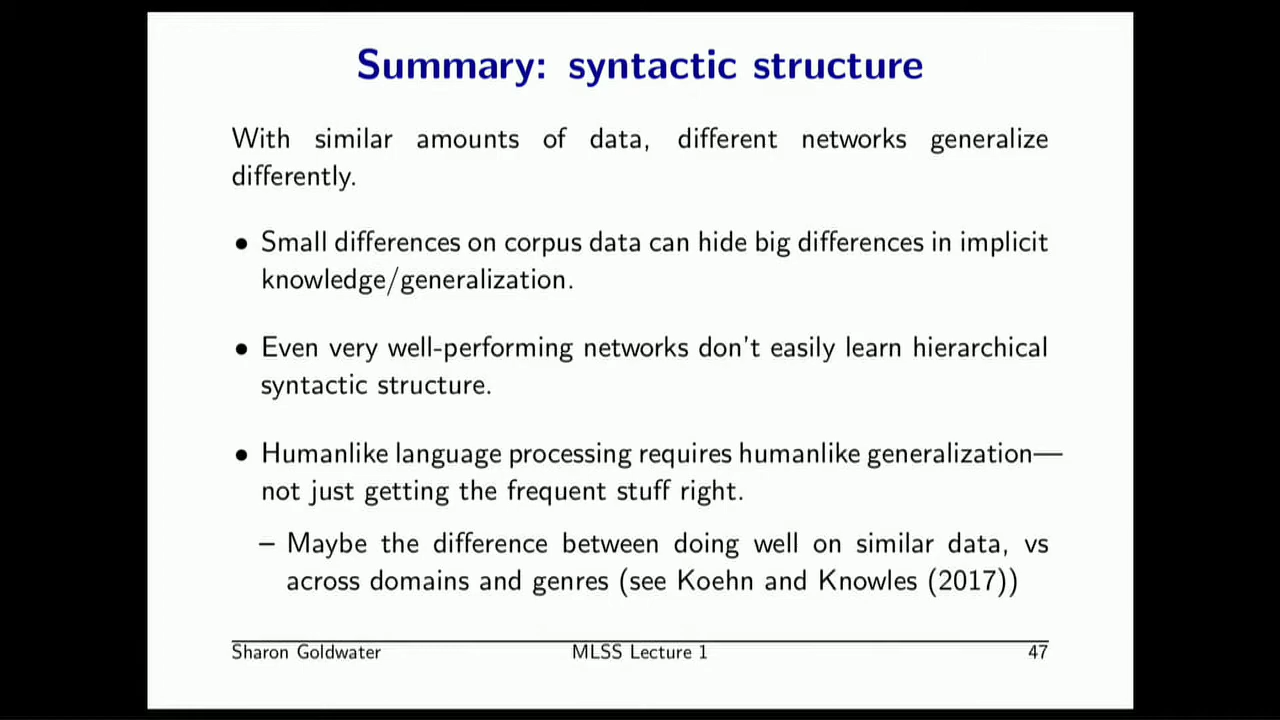 Summary: syntactic structure
With similar amounts of data, different networks generalize
differently.
• Small differences on corpus data can hide big differences in implicit
knowledge/generalization.
• Even very well-performing networks don't easily learn hierarchical
syntactic structure.
• Humanlike language processing requires humanlike generalization—
not just getting the frequent stuff right.
– Maybe the difference between doing well on similar data, vs
across domains and genres (see Koehn and Knowles (2017))
Sharon Goldwater MLSS Lecture 1 47